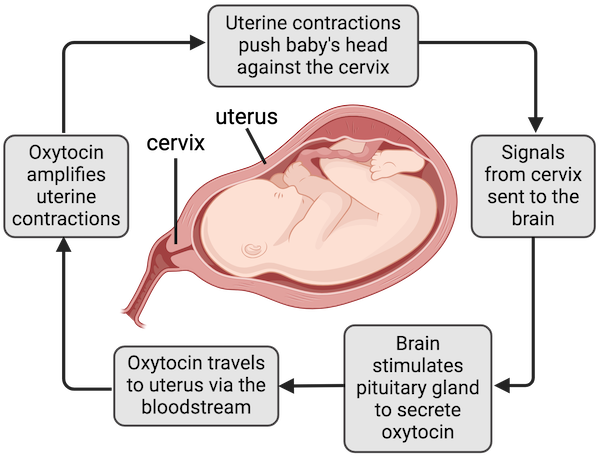 Uterine contractions
push baby's head
against the cervix
uterus
cervix
Signals
from cervix
sent to the
brain
Brain
stimulates
pituitary gland
to secrete
oxytocin
Oxytocin travels
to uterus via the
bloodstream
Oxytocin
amplifies
uterine
contractions